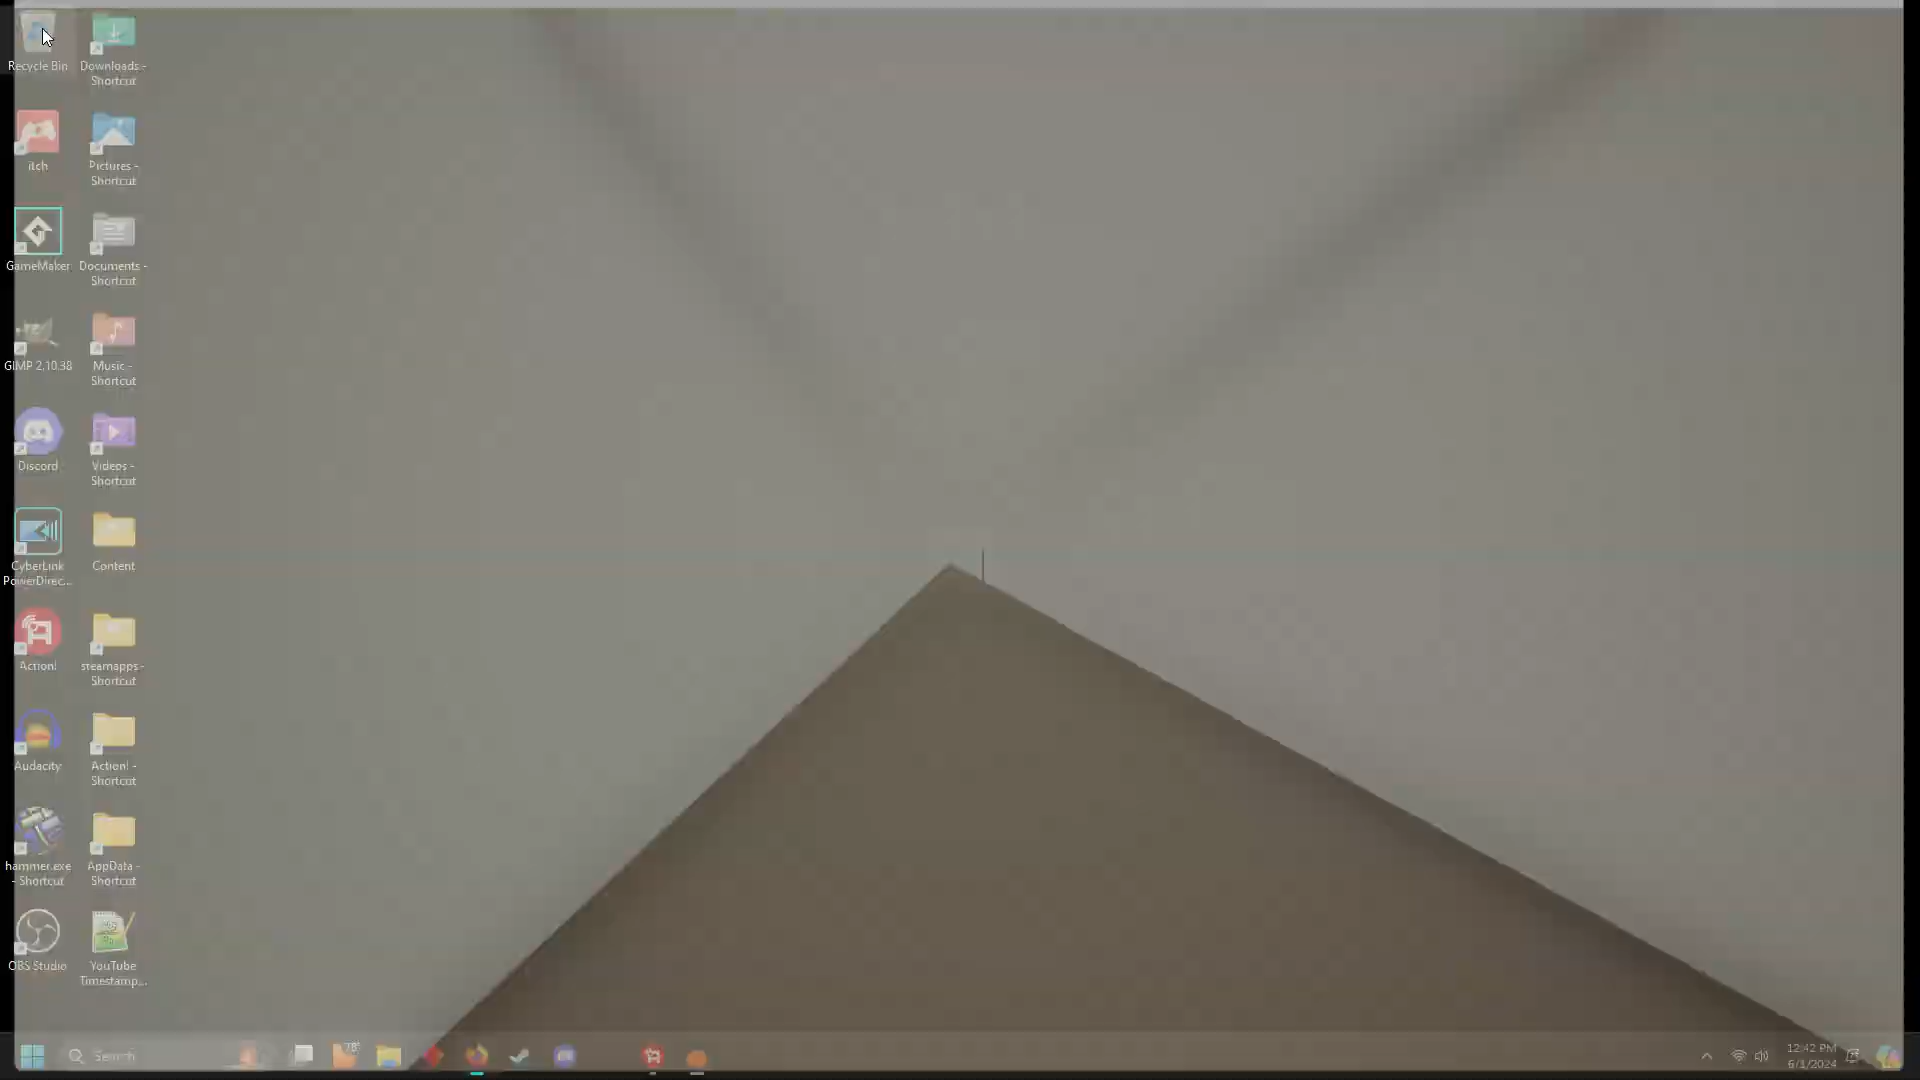 Recycle Bin
Downloads -
Shortcut
itch
Pictures -
Shortcut
GameMaker
Documents -
Shortcut
GIMP 2.10.38
Music -
Shortcut
Discord
Videos -
Shortcut
CyberLink
PowerDirec...
Content
Action!
steamapps -
Shortcut
Audacity
Action! -
Shortcut
hammer.exe
- Shortcut
AppData -
Shortcut
OBS Studio
YouTube
Timestamp...
Search
78°
12:42 PM
6/1/2024